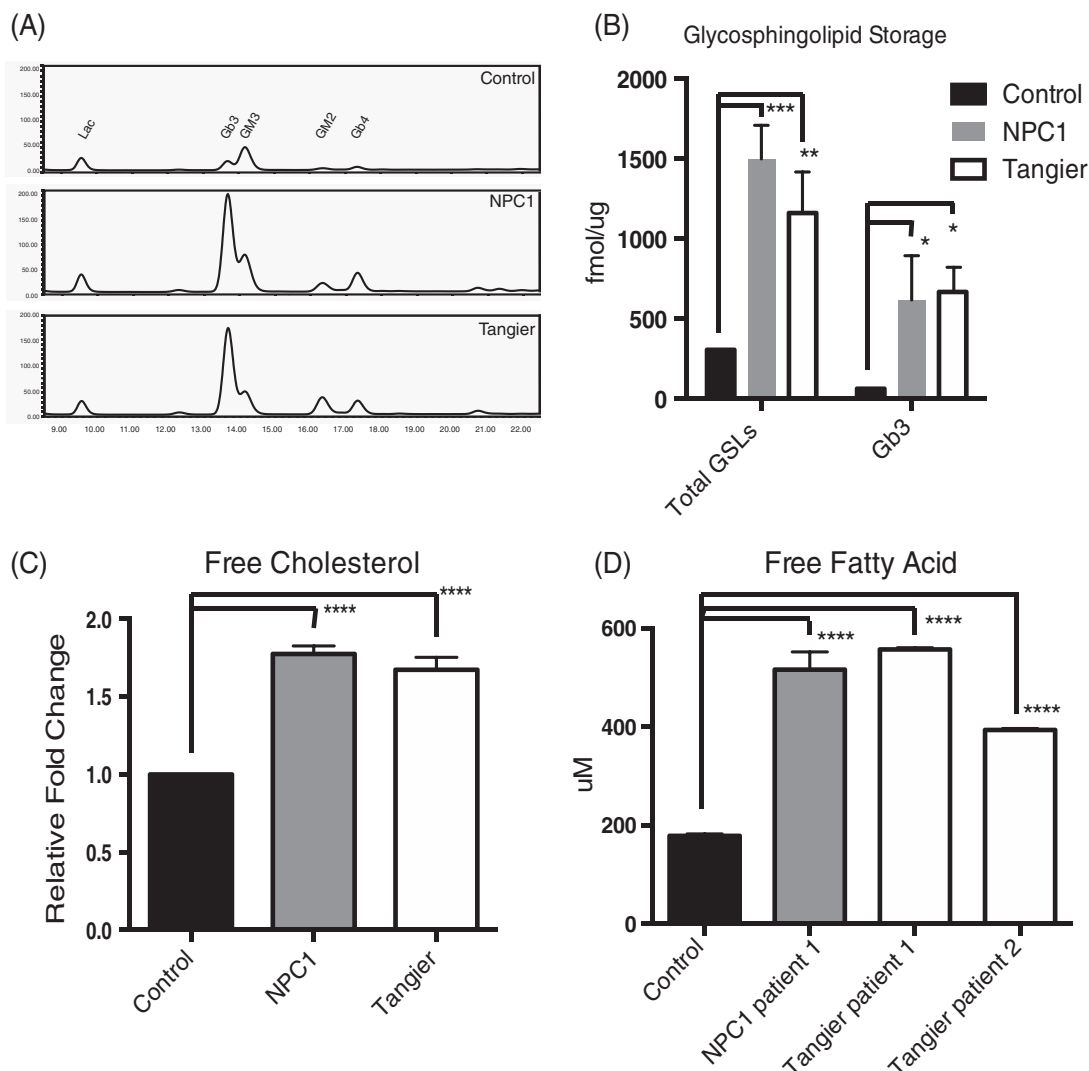 (A)
200.00
150.00
100.00
50.00
0.00
Control
Lac
Gb3
GM3
GM2
Gb4
200.00
150.00
100.00
50.00
0.00
NPC1
200.00
150.00
100.00
50.00
0.00
Tangier
9.00 10.00 11.00 12.00 13.00 14.00 15.00 16.00 17.00 18.00 19.00 20.00 21.00 22.00
(B)
Glycosphingolipid Storage
fmol/ug
2000
1500
1000
500
0
*** 
**
*
*
Control
NPC1
Tangier
Total GSLs
Gb3
(C)
Free Cholesterol
Relative Fold Change
2.0
1.5
1.0
0.5
0.0
****
****
Control
NPC1
Tangier
(D)
Free Fatty Acid
uM
600
400
200
0
****
****
****
Control
NPC1 patient 1
Tangier patient 1
Tangier patient 2